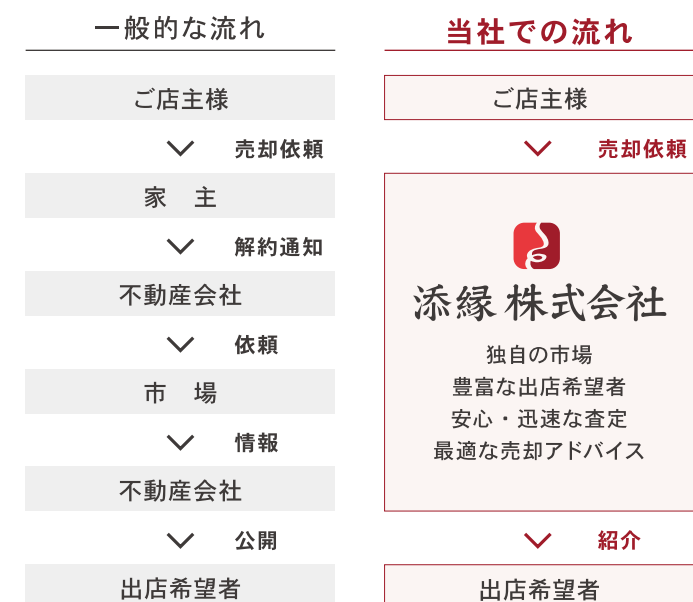 一般的な流れ
ご店主様
売却依頼
家　主
解約通知
不動産会社
依頼
市　場
情報
不動産会社
公開
出店希望者
当社での流れ
ご店主様
売却依頼
添縁 株式会社
独自の市場
豊富な出店希望者
安心・迅速な査定
最適な売却アドバイス
紹介
出店希望者